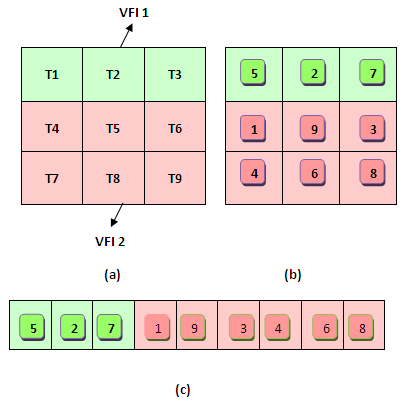 VFI 1
T1 T2 T3
T4 T5 T6
T7 T8 T9
VFI 2
(a)
5 2 7
1 9 3
4 6 8
(b)
5 2 7 1 9 3 4 6 8
(c)